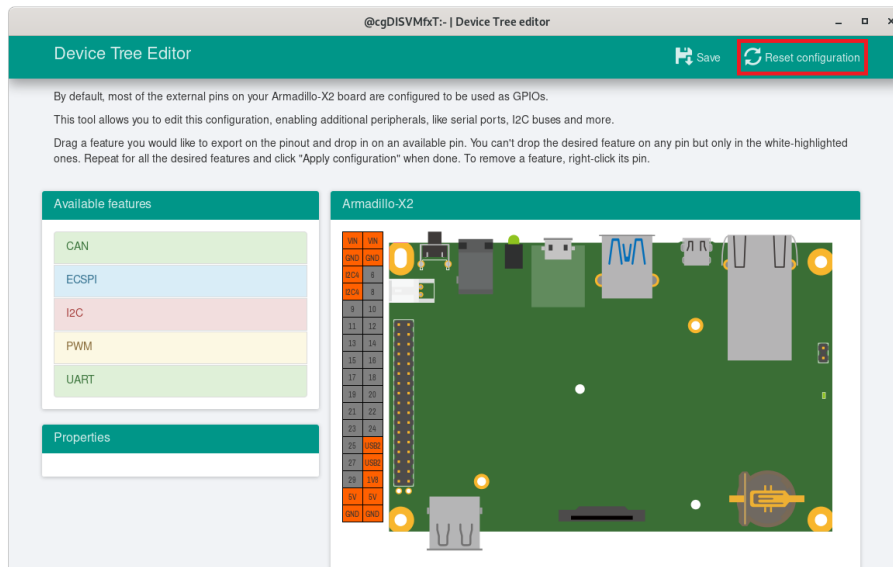 @cgDISVMfxT:- | Device Tree editor
Device Tree Editor
Save
Reset configuration
By default, most of the external pins on your Armadillo-X2 board are configured to be used as GPIOs.
This tool allows you to edit this configuration, enabling additional peripherals, like serial ports, I2C buses and more.
Drag a feature you would like to export on the pinout and drop in on an available pin. You can't drop the desired feature on any pin but only in the white-highlighted
ones. Repeat for all the desired features and click "Apply configuration" when done. To remove a feature, right-click its pin.
Available features
CAN
ECSPI
I2C
PWM
UART
Properties
Armadillo-X2
VIN VIN
GND GND
I2C4 6
I2C4 8
9 10
11 12
13 14
15 16
17 18
19 20
21 22
23 24
25 USB2
27 USB2
29 1V8
5V 5V
GND GND